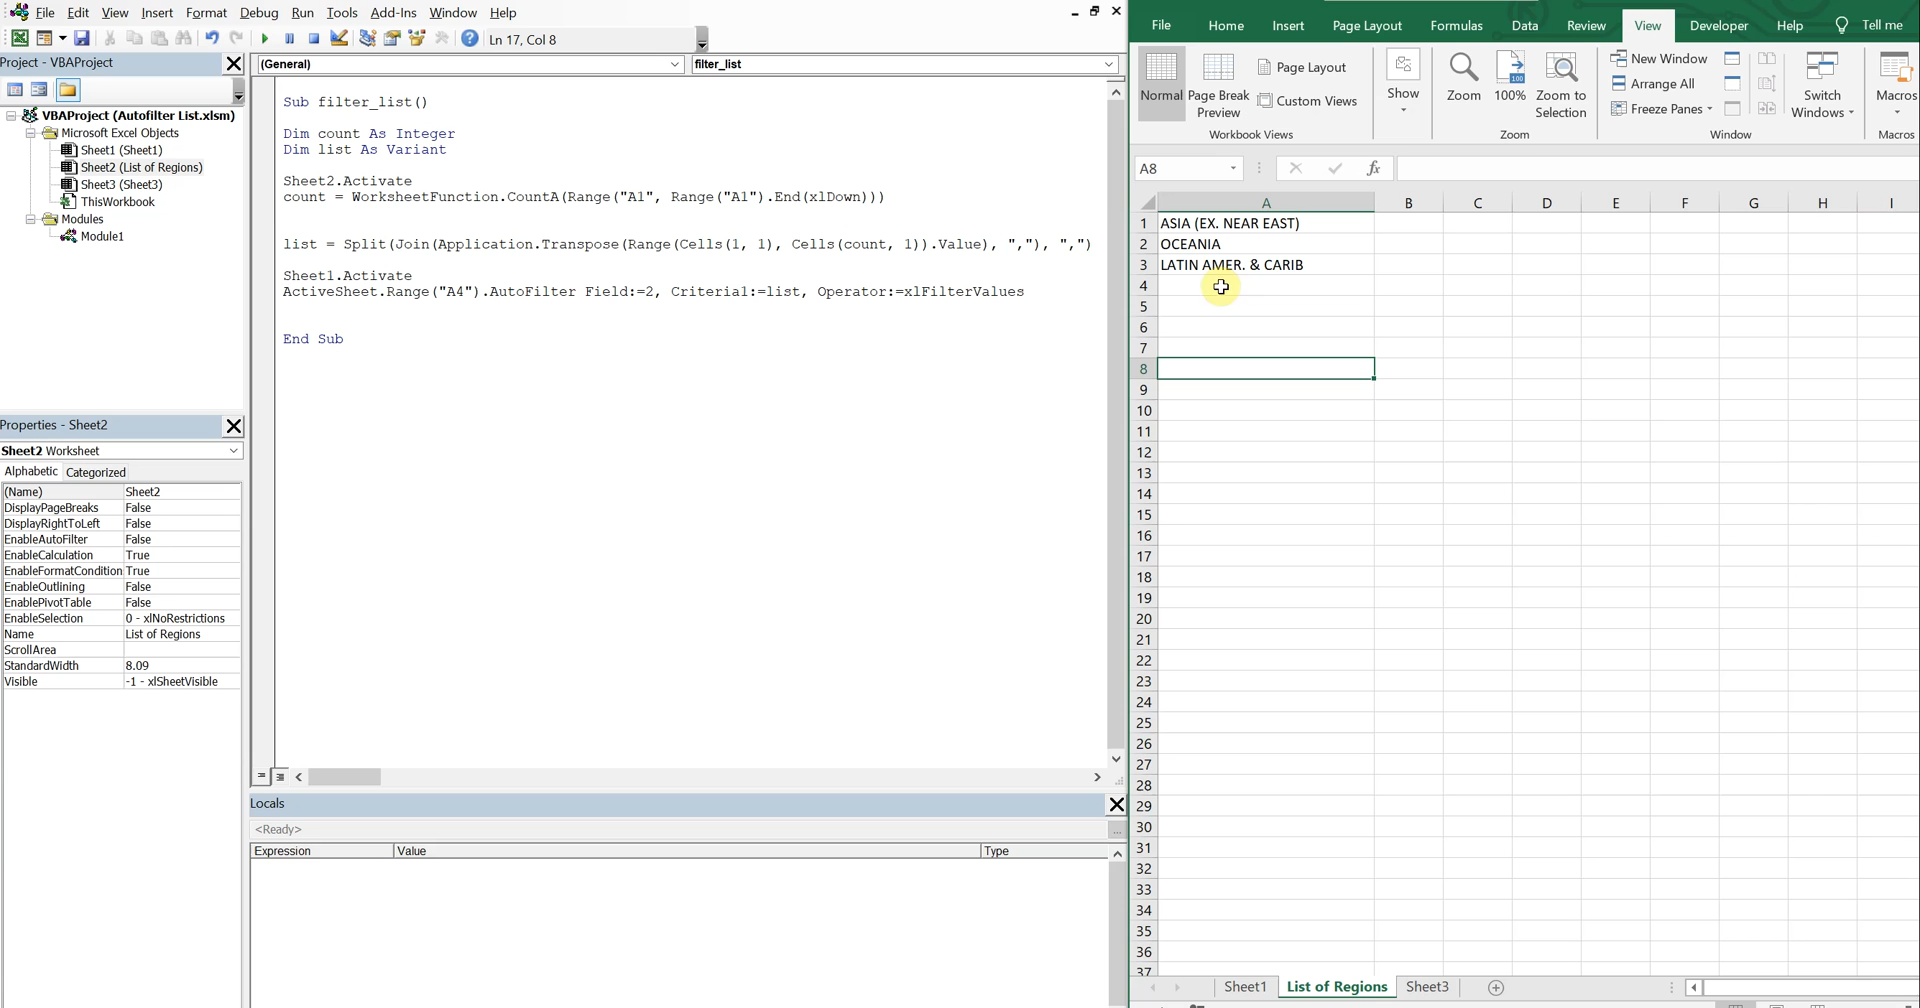 File Edit View Insert Format Debug Run Tools Add-Ins Window Help
Ln 17, Col 8
Project - VBAProject
VBAProject (Autofilter List.xlsm)
Microsoft Excel Objects
Sheet1 (Sheet1)
Sheet2 (List of Regions)
Sheet3 (Sheet3)
ThisWorkbook
Modules
Module1
Properties - Sheet2
Sheet2 Worksheet
Alphabetic Categorized
(Name) Sheet2
DisplayPageBreaks False
DisplayRightToLeft False
EnableAutoFilter False
EnableCalculation True
EnableFormatCondition True
EnableOutlining False
EnablePivotTable False
EnableSelection 0 - xlNoRestrictions
Name List of Regions
ScrollArea
StandardWidth 8.09
Visible -1 - xlSheetVisible
(General) filter_list
Sub filter_list()
Dim count As Integer
Dim list As Variant
Sheet2.Activate
count = WorksheetFunction.CountA(Range("A1", Range("A1").End(xlDown)))
list = Split(Join(Application.Transpose(Range(Cells(1, 1), Cells(count, 1)).Value), ","), ",")
Sheet1.Activate
ActiveSheet.Range("A4").AutoFilter Field:=2, Criteria1:=list, Operator:=xlFilterValues
End Sub
Locals
<Ready>
Expression Value Type
File Home Insert Page Layout Formulas Data Review View Developer Help Tell me
Normal Page Break Preview Page Layout Custom Views
Workbook Views
Show
Zoom 100% Zoom to Selection
Zoom
New Window
Arrange All
Freeze Panes
Switch Windows
Window
Macros
Macros
A8 fx
A B C D E F G H I
1 ASIA (EX. NEAR EAST)
2 OCEANIA
3 LATIN AMER. & CARIB
4
5
6
7
8
9
10
11
12
13
14
15
16
17
18
19
20
21
22
23
24
25
26
27
28
29
30
31
32
33
34
35
36
37
Sheet1 List of Regions Sheet3